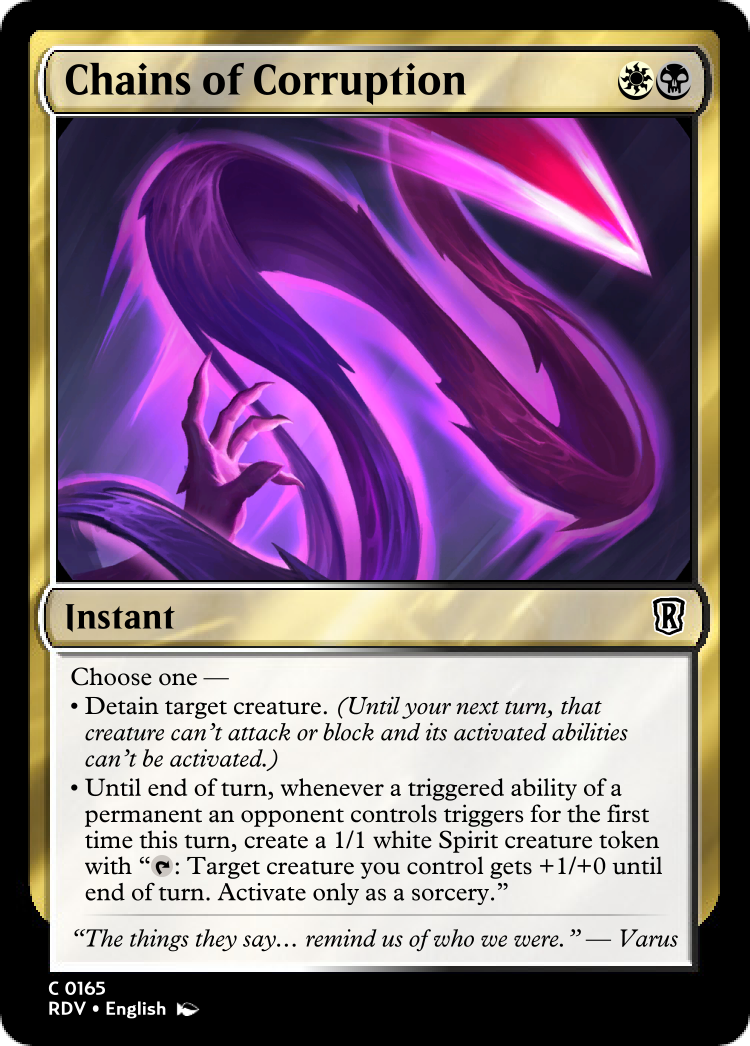 Chains of Corruption
Instant
R
Choose one —
• Detain target creature. (Until your next turn, that
creature can't attack or block and its activated abilities
can't be activated.)
• Until end of turn, whenever a triggered ability of a
permanent an opponent controls triggers for the first
time this turn, create a 1/1 white Spirit creature token
with “: Target creature you control gets +1/+0 until
end of turn. Activate only as a sorcery.”
“The things they say… remind us of who we were.” — Varus
C 0165
RDV • English